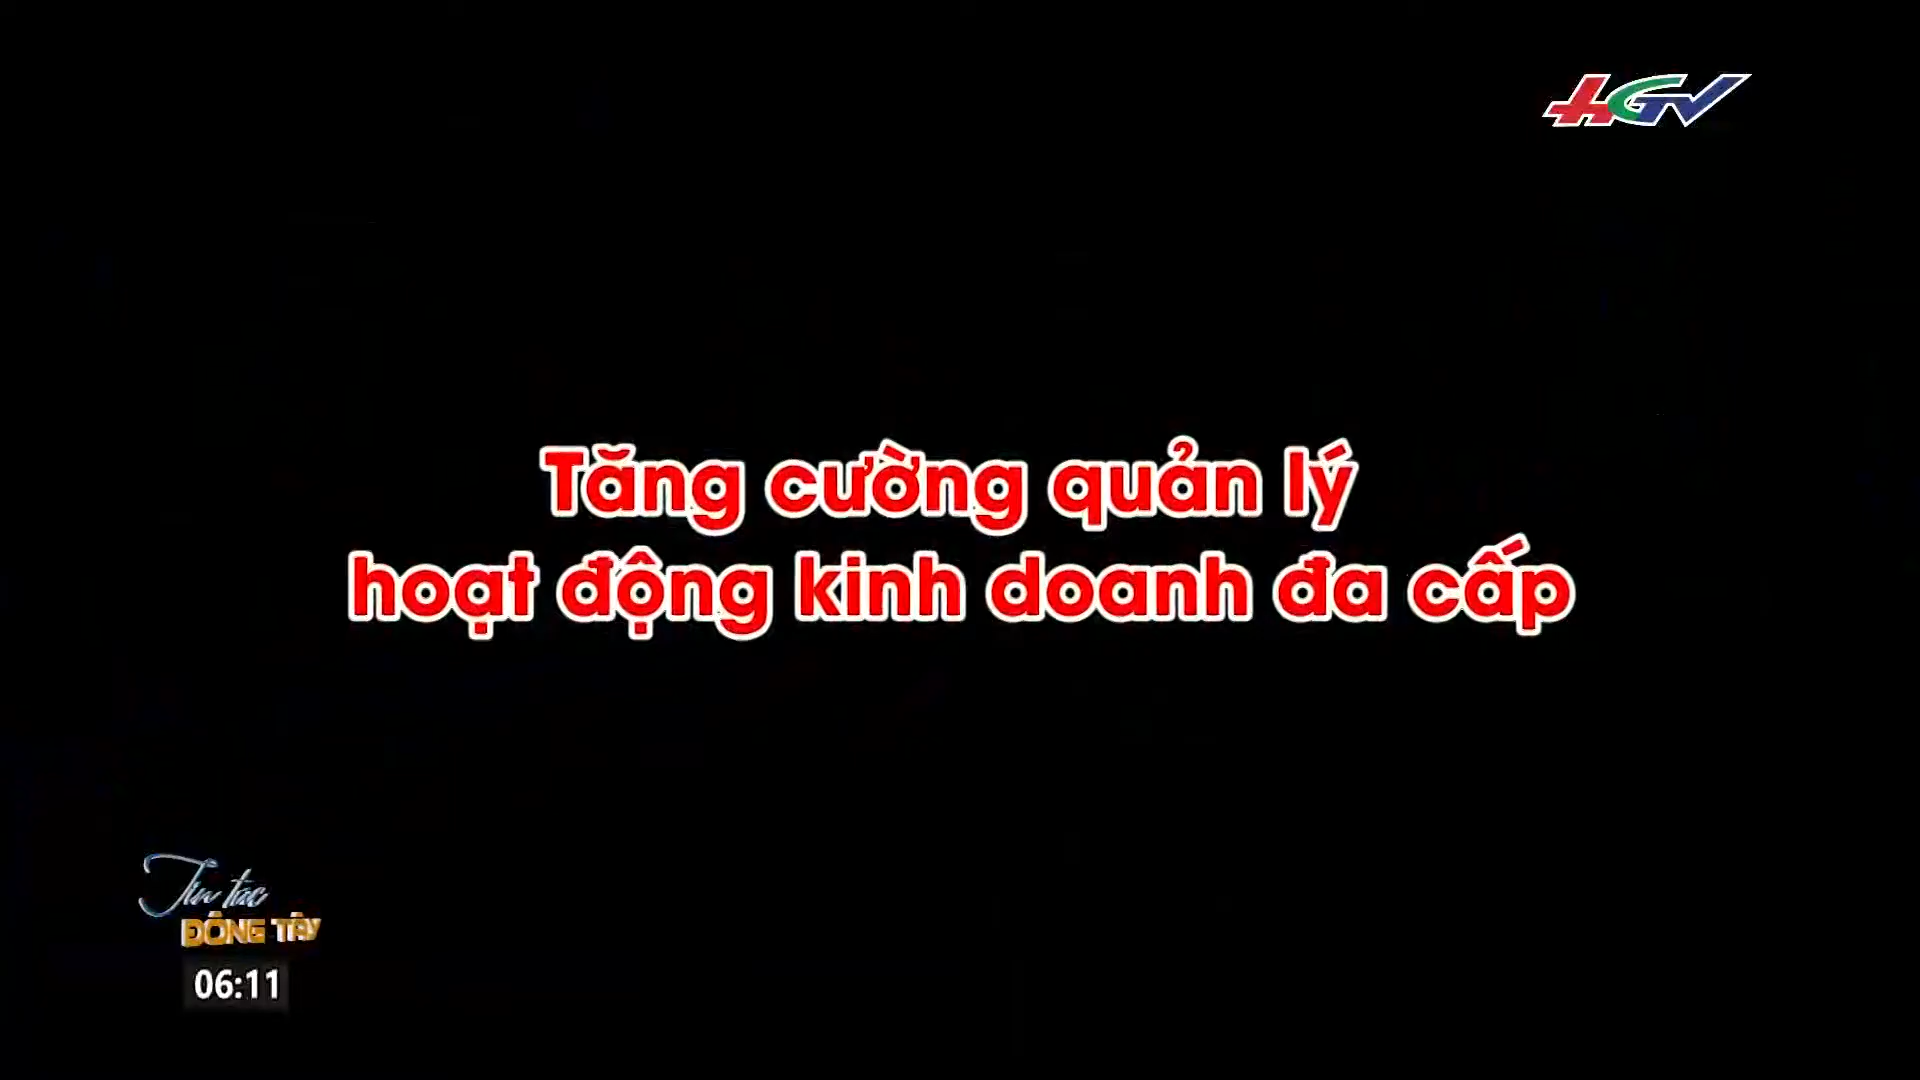 HGV
Tăng cường quản lý
hoạt động kinh doanh đa cấp
Tin tức
ĐÔNG TÂY
06:11